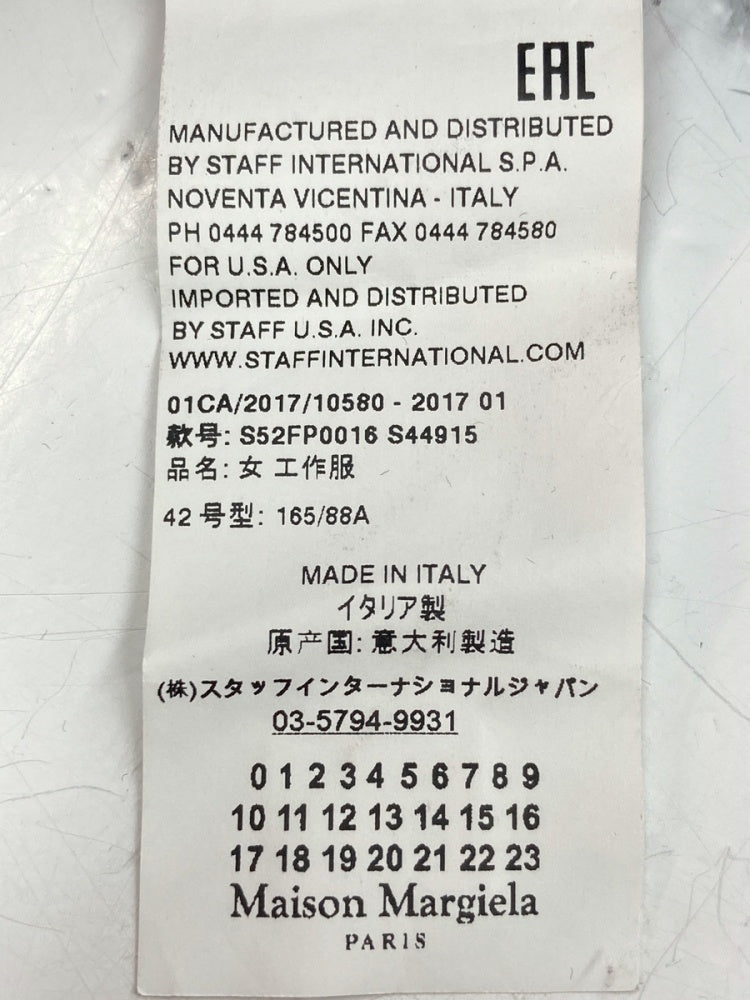 EAC
MANUFACTURED AND DISTRIBUTED
BY STAFF INTERNATIONAL S.P.A.
NOVENTA VICENTINA - ITALY
PH 0444 784500 FAX 0444 784580
FOR U.S.A. ONLY
IMPORTED AND DISTRIBUTED
BY STAFF U.S.A. INC.
WWW.STAFFINTERNATIONAL.COM
01CA/2017/10580 - 2017 01
款号: S52FP0016 S44915
品名: 女 工作服
42 号型: 165/88A
MADE IN ITALY
イタリア製
原产国: 意大利製造
(株)スタッフインターナショナルジャパン
03-5794-9931
0 1 2 3 4 5 6 7 8 9
10 11 12 13 14 15 16
17 18 19 20 21 22 23
Maison Margiela
PARIS